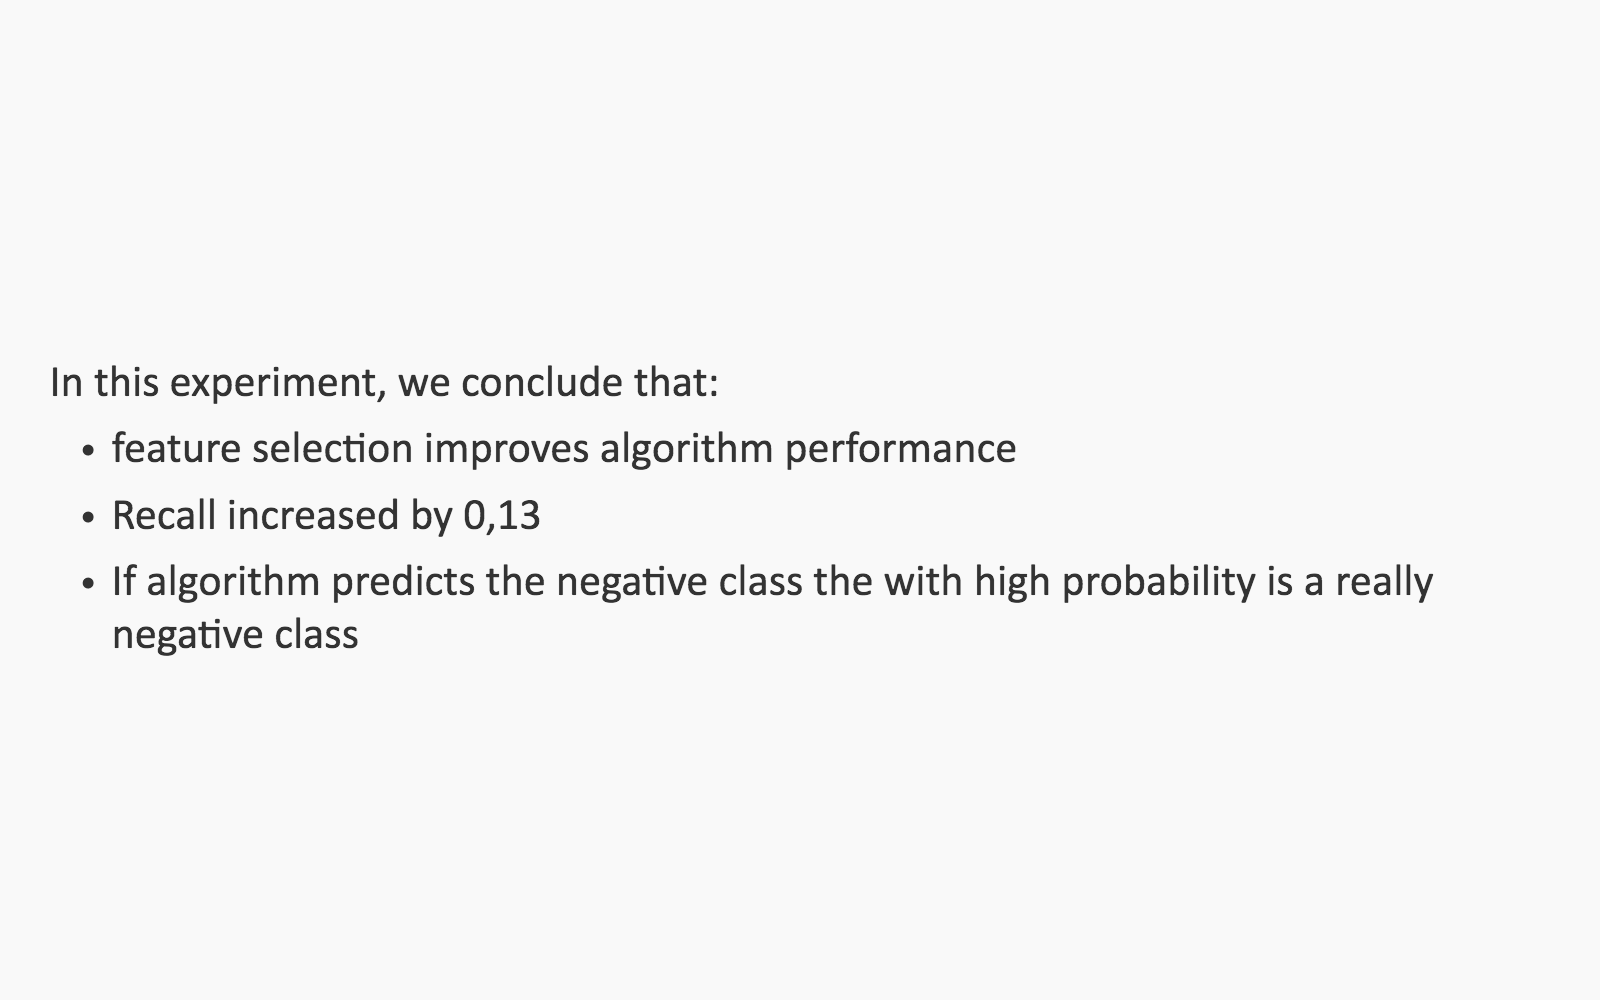 In this experiment, we conclude that:
• feature selection improves algorithm performance
• Recall increased by 0,13
• If algorithm predicts the negative class the with high probability is a really
negative class